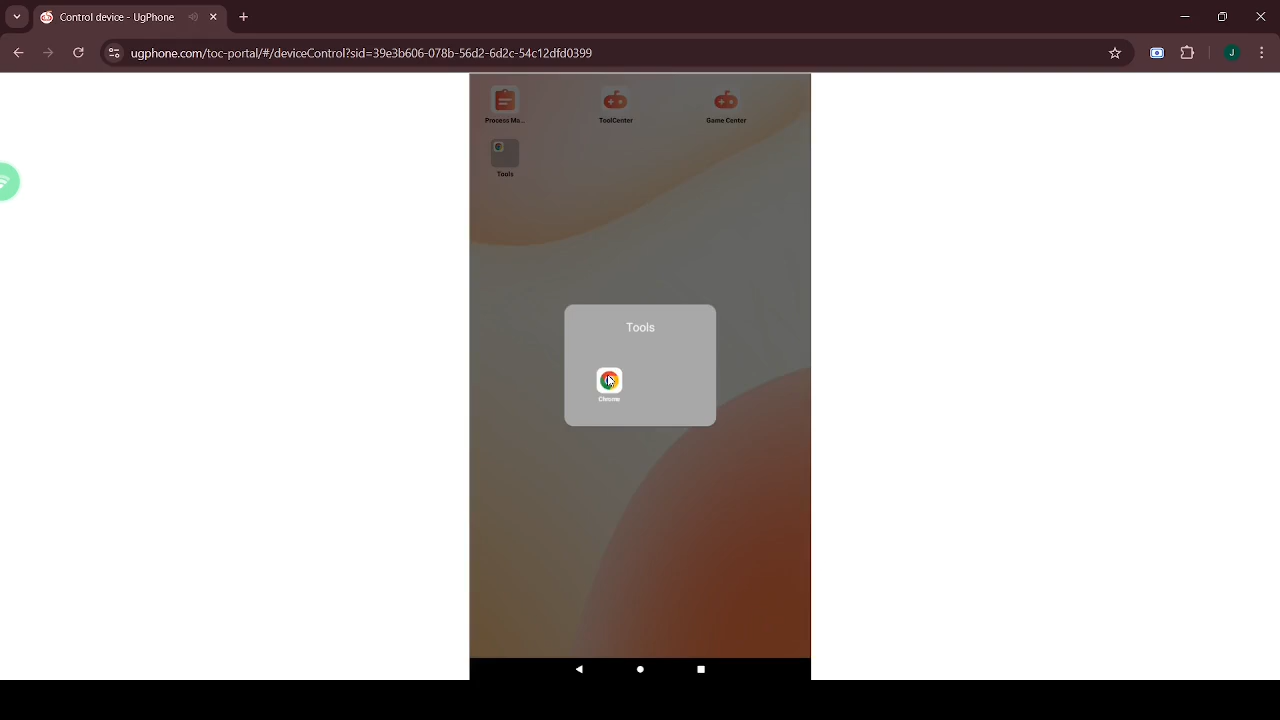 Control device - UgPhone
ugphone.com/toc-portal/#/deviceControl?sid=39e3b606-078b-56d2-6d2c-54c12dfd0399
J
Process Ma...
ToolCenter
Game Center
Tools
Tools
Chrome